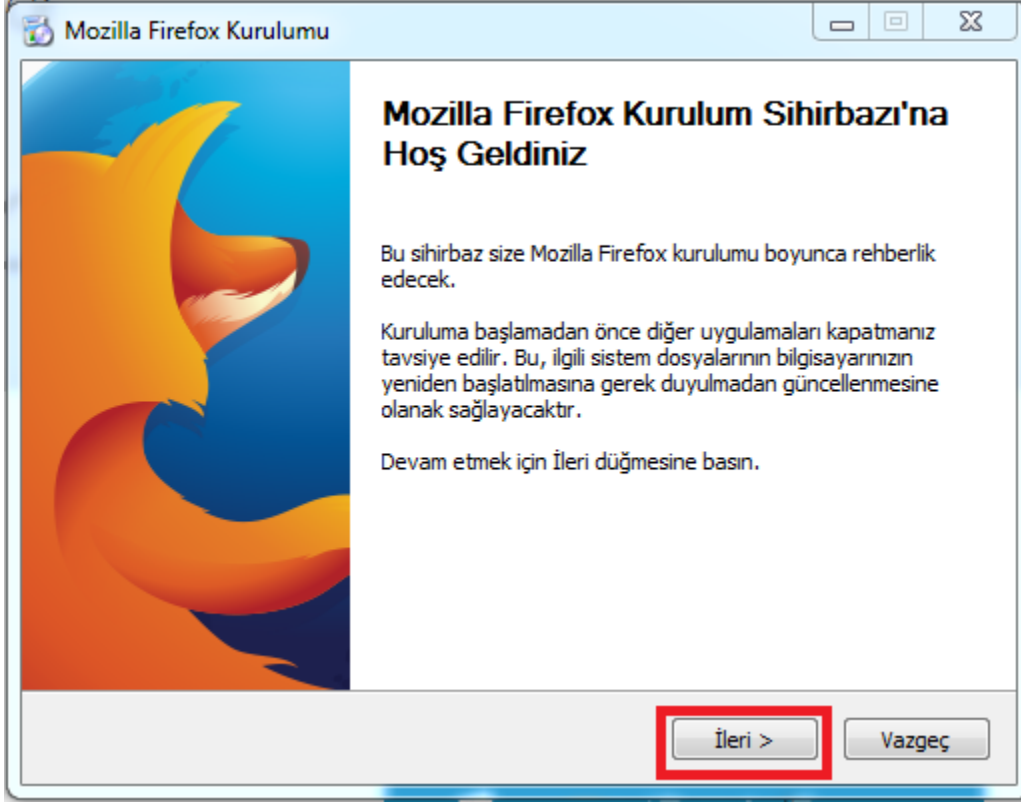 Mozilla Firefox Kurulumu
Mozilla Firefox Kurulum Sihirbazı'na
Hoş Geldiniz
Bu sihirbaz size Mozilla Firefox kurulumu boyunca rehberlik
edecek.
Kuruluma başlamadan önce diğer uygulamaları kapatmanız
tavsiye edilir. Bu, ilgili sistem dosyalarının bilgisayarınızın
yeniden başlatılmasına gerek duyulmadan güncellenmesine
olanak sağlayacaktır.
Devam etmek için İleri düğmesine basın.
İleri >
Vazgeç